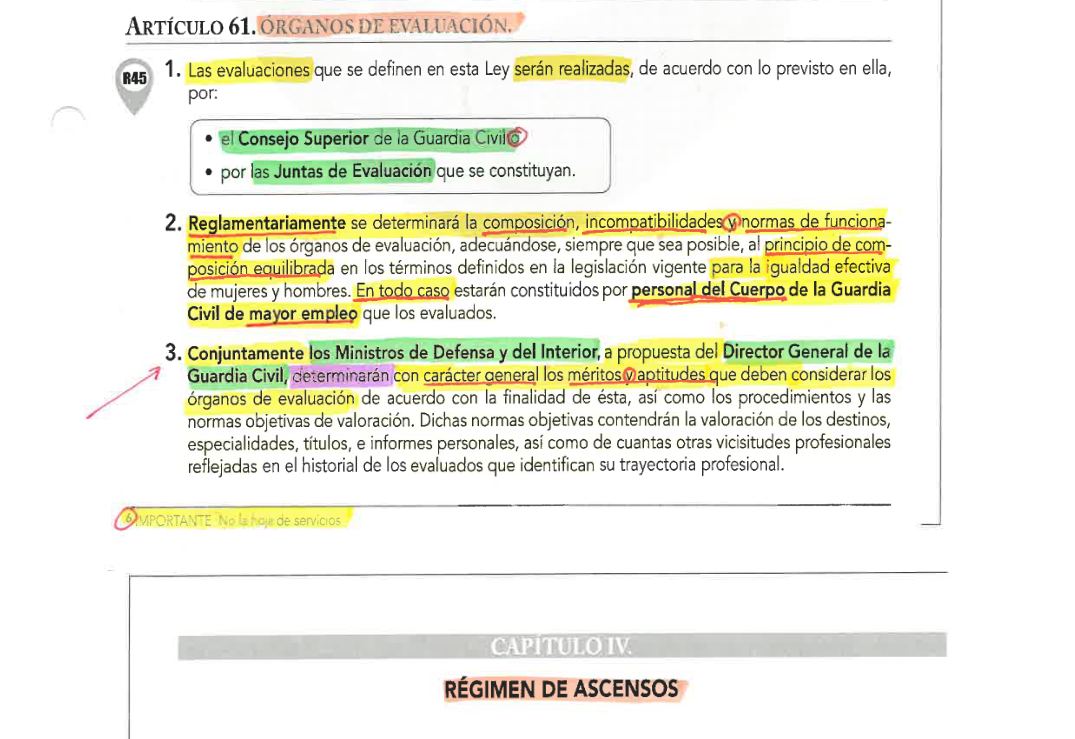 ARTÍCULO 61. ÓRGANOS DE EVALUACIÓN.
R45
1. Las evaluaciones que se definen en esta Ley serán realizadas, de acuerdo con lo previsto en ella,
por:
• el Consejo Superior de la Guardia Civil o
• por las Juntas de Evaluación que se constituyan.
2. Reglamentariamente se determinará la composición, incompatibilidades y normas de funciona-
miento de los órganos de evaluación, adecuándose, siempre que sea posible, al principio de com-
posición equilibrada en los términos definidos en la legislación vigente para la igualdad efectiva
de mujeres y hombres. En todo caso estarán constituidos por personal del Cuerpo de la Guardia
Civil de mayor empleo que los evaluados.
3. Conjuntamente los Ministros de Defensa y del Interior, a propuesta del Director General de la
Guardia Civil, determinarán con carácter general los méritos y aptitudes que deben considerar los
órganos de evaluación de acuerdo con la finalidad de ésta, así como los procedimientos y las
normas objetivas de valoración. Dichas normas objetivas contendrán la valoración de los destinos,
especialidades, títulos, e informes personales, así como de cuantas otras vicisitudes profesionales
reflejadas en el historial de los evaluados que identifican su trayectoria profesional.
6 IMPORTANTE No la hoja de servicios
CAPÍTULO IV.
RÉGIMEN DE ASCENSOS